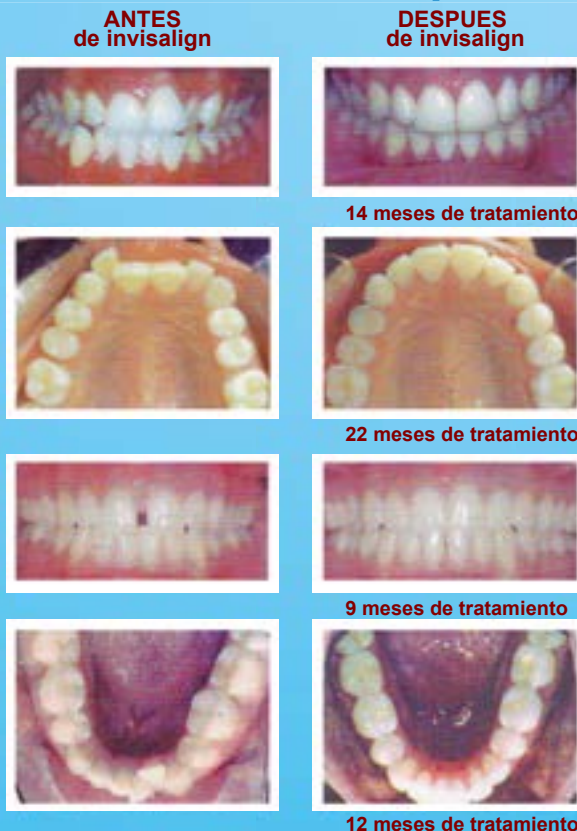 ANTES
de invisalign
DESPUES
de invisalign
14 meses de tratamiento
22 meses de tratamiento
9 meses de tratamiento
12 meses de tratamiento